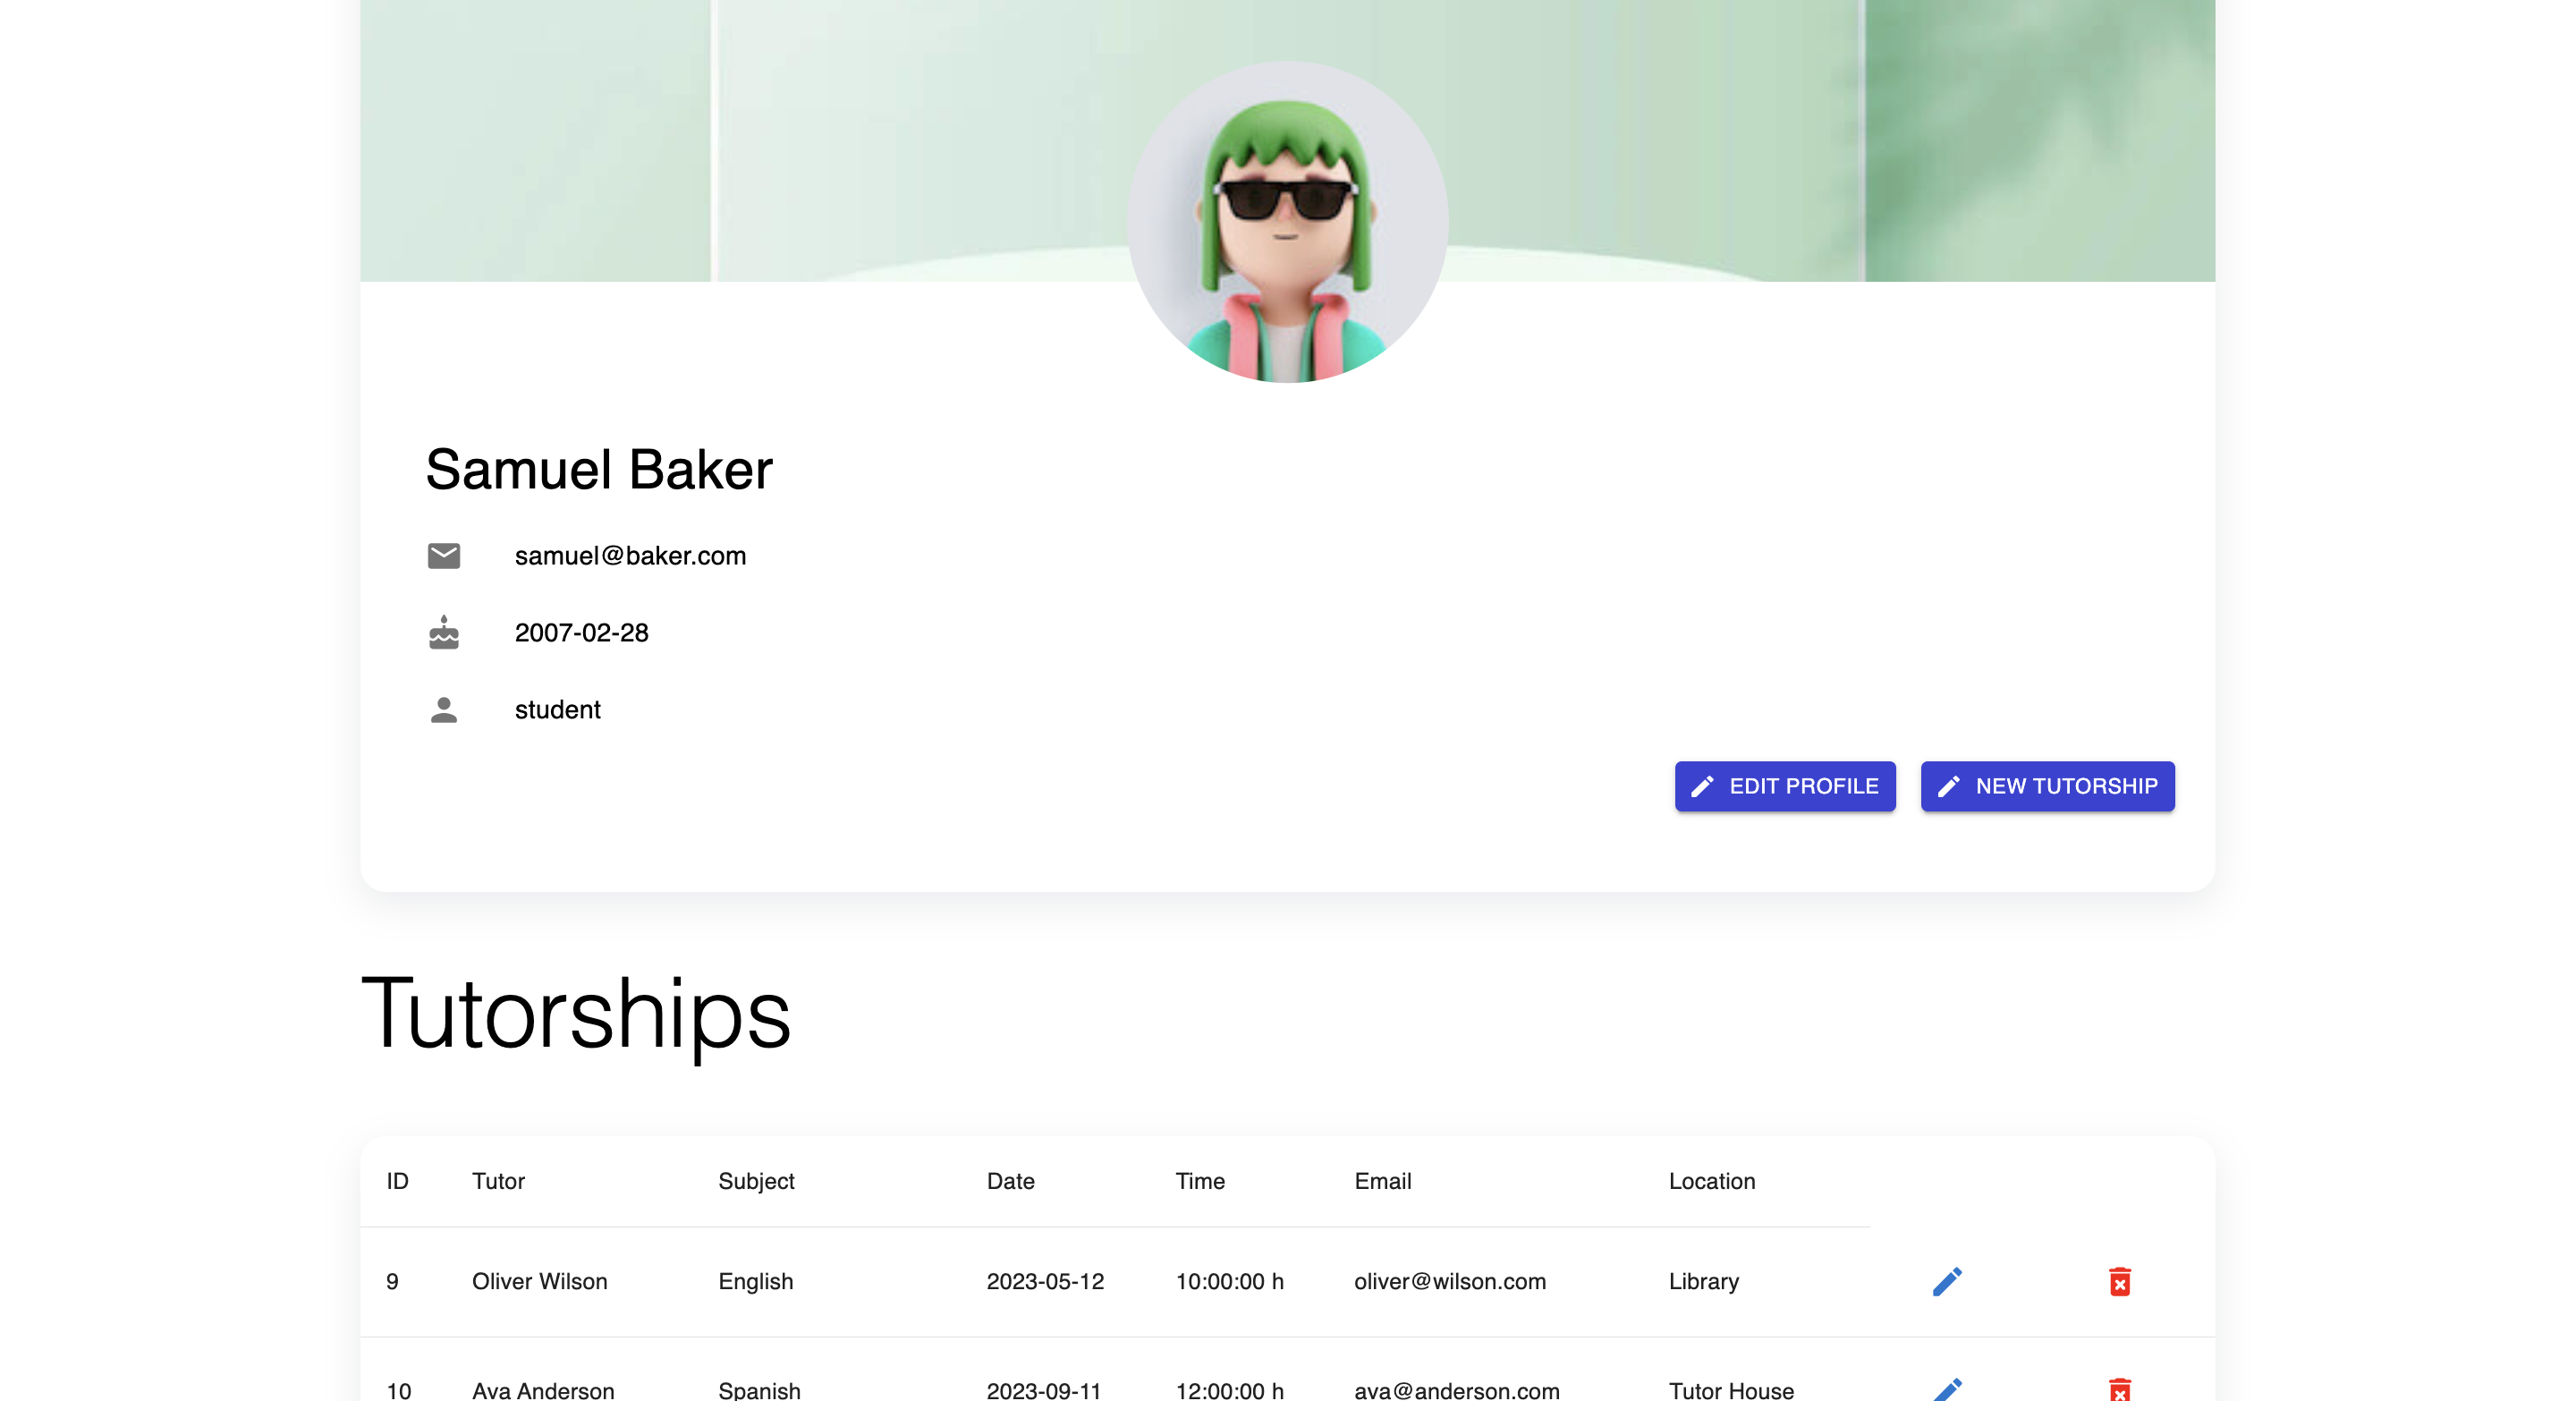 Samuel Baker
samuel@baker.com
2007-02-28
student
EDIT PROFILE NEW TUTORSHIP
Tutorships
ID Tutor Subject Date Time Email Location
9 Oliver Wilson English 2023-05-12 10:00:00 h oliver@wilson.com Library
10 Ava Anderson Spanish 2023-09-11 12:00:00 h ava@anderson.com Tutor House